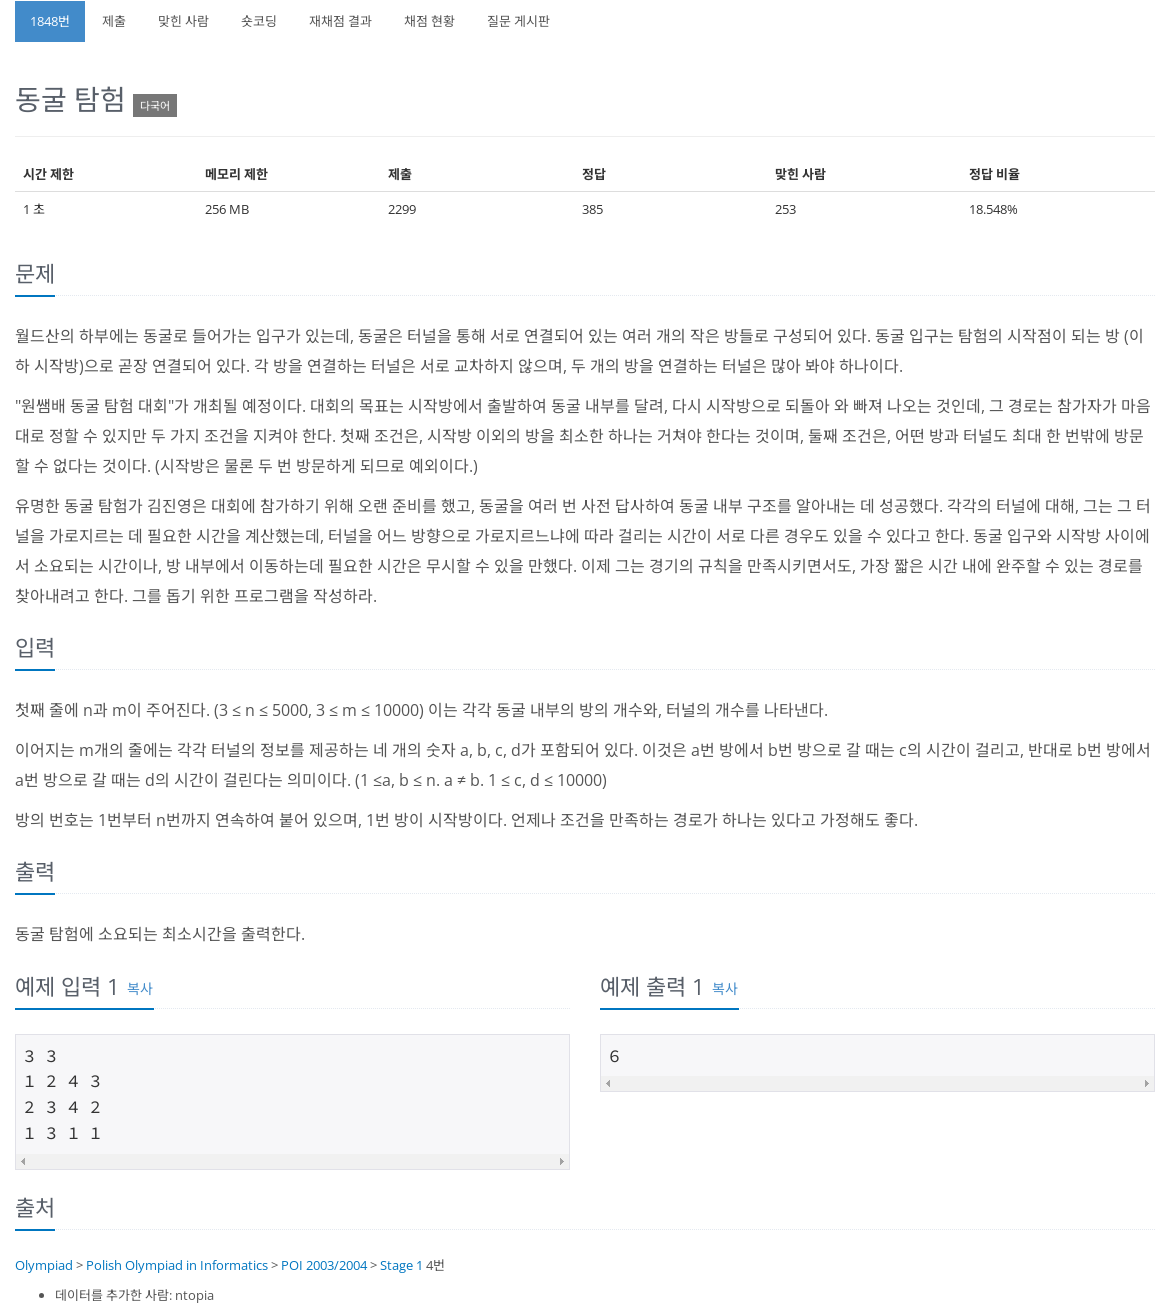 1848번 제출 맞힌 사람 숏코딩 재채점 결과 채점 현황 질문 게시판
동굴 탐험 다국어
시간 제한 메모리 제한 제출 정답 맞힌 사람 정답 비율
1 초 256 MB 2299 385 253 18.548%
문제
월드산의 하부에는 동굴로 들어가는 입구가 있는데, 동굴은 터널을 통해 서로 연결되어 있는 여러 개의 작은 방들로 구성되어 있다. 동굴 입구는 탐험의 시작점이 되는 방 (이
하 시작방)으로 곧장 연결되어 있다. 각 방을 연결하는 터널은 서로 교차하지 않으며, 두 개의 방을 연결하는 터널은 많아 봐야 하나이다.
"원쌤배 동굴 탐험 대회"가 개최될 예정이다. 대회의 목표는 시작방에서 출발하여 동굴 내부를 달려, 다시 시작방으로 되돌아 와 빠져 나오는 것인데, 그 경로는 참가자가 마음
대로 정할 수 있지만 두 가지 조건을 지켜야 한다. 첫째 조건은, 시작방 이외의 방을 최소한 하나는 거쳐야 한다는 것이며, 둘째 조건은, 어떤 방과 터널도 최대 한 번밖에 방문
할 수 없다는 것이다. (시작방은 물론 두 번 방문하게 되므로 예외이다.)
유명한 동굴 탐험가 김진영은 대회에 참가하기 위해 오랜 준비를 했고, 동굴을 여러 번 사전 답사하여 동굴 내부 구조를 알아내는 데 성공했다. 각각의 터널에 대해, 그는 그 터
널을 가로지르는 데 필요한 시간을 계산했는데, 터널을 어느 방향으로 가로지르느냐에 따라 걸리는 시간이 서로 다른 경우도 있을 수 있다고 한다. 동굴 입구와 시작방 사이에
서 소요되는 시간이나, 방 내부에서 이동하는데 필요한 시간은 무시할 수 있을 만했다. 이제 그는 경기의 규칙을 만족시키면서도, 가장 짧은 시간 내에 완주할 수 있는 경로를
찾아내려고 한다. 그를 돕기 위한 프로그램을 작성하라.
입력
첫째 줄에 n과 m이 주어진다. (3 ≤ n ≤ 5000, 3 ≤ m ≤ 10000) 이는 각각 동굴 내부의 방의 개수와, 터널의 개수를 나타낸다.
이어지는 m개의 줄에는 각각 터널의 정보를 제공하는 네 개의 숫자 a, b, c, d가 포함되어 있다. 이것은 a번 방에서 b번 방으로 갈 때는 c의 시간이 걸리고, 반대로 b번 방에서
a번 방으로 갈 때는 d의 시간이 걸린다는 의미이다. (1 ≤a, b ≤ n. a ≠ b. 1 ≤ c, d ≤ 10000)
방의 번호는 1번부터 n번까지 연속하여 붙어 있으며, 1번 방이 시작방이다. 언제나 조건을 만족하는 경로가 하나는 있다고 가정해도 좋다.
출력
동굴 탐험에 소요되는 최소시간을 출력한다.
예제 입력 1 복사
3 3
1 2 4 3
2 3 4 2
1 3 1 1
예제 출력 1 복사
6
출처
Olympiad > Polish Olympiad in Informatics > POI 2003/2004 > Stage 1 4번
데이터를 추가한 사람: ntopia